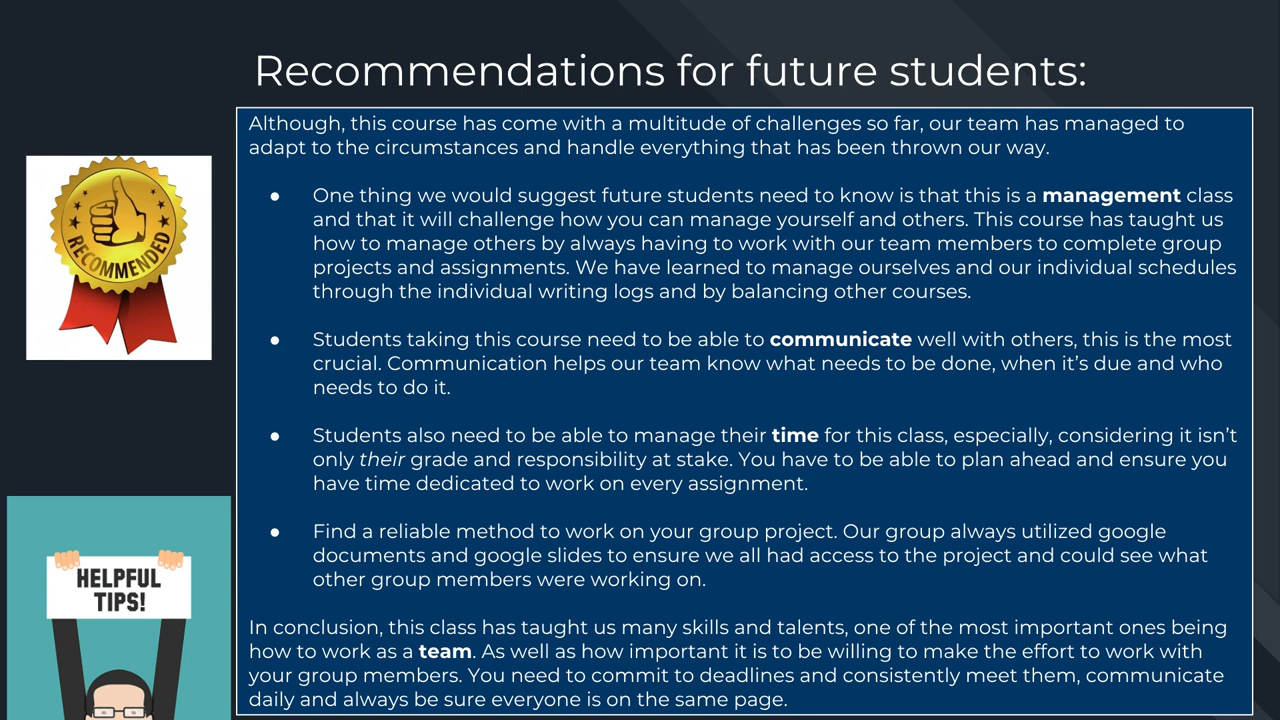 Recommendations for future students:
Although, this course has come with a multitude of challenges so far, our team has managed to
adapt to the circumstances and handle everything that has been thrown our way.
● One thing we would suggest future students need to know is that this is a management class
and that it will challenge how you can manage yourself and others. This course has taught us
how to manage others by always having to work with our team members to complete group
projects and assignments. We have learned to manage ourselves and our individual schedules
through the individual writing logs and by balancing other courses.
● Students taking this course need to be able to communicate well with others, this is the most
crucial. Communication helps our team know what needs to be done, when it’s due and who
needs to do it.
● Students also need to be able to manage their time for this class, especially, considering it isn’t
only their grade and responsibility at stake. You have to be able to plan ahead and ensure you
have time dedicated to work on every assignment.
● Find a reliable method to work on your group project. Our group always utilized google
documents and google slides to ensure we all had access to the project and could see what
other group members were working on.
In conclusion, this class has taught us many skills and talents, one of the most important ones being
how to work as a team. As well as how important it is to be willing to make the effort to work with
your group members. You need to commit to deadlines and consistently meet them, communicate
daily and always be sure everyone is on the same page.
RECOMMENDED
HELPFUL
TIPS!